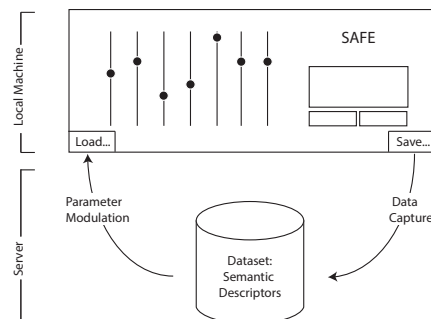 Local Machine
SAFE
Load...
Save...
Server
Parameter
Modulation
Data
Capture
Dataset:
Semantic
Descriptors